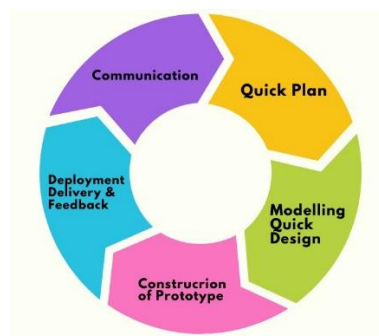 Communication
Quick Plan
Modelling
Quick
Design
Construcrion
of Prototype
Deployment
Delivery &
Feedback